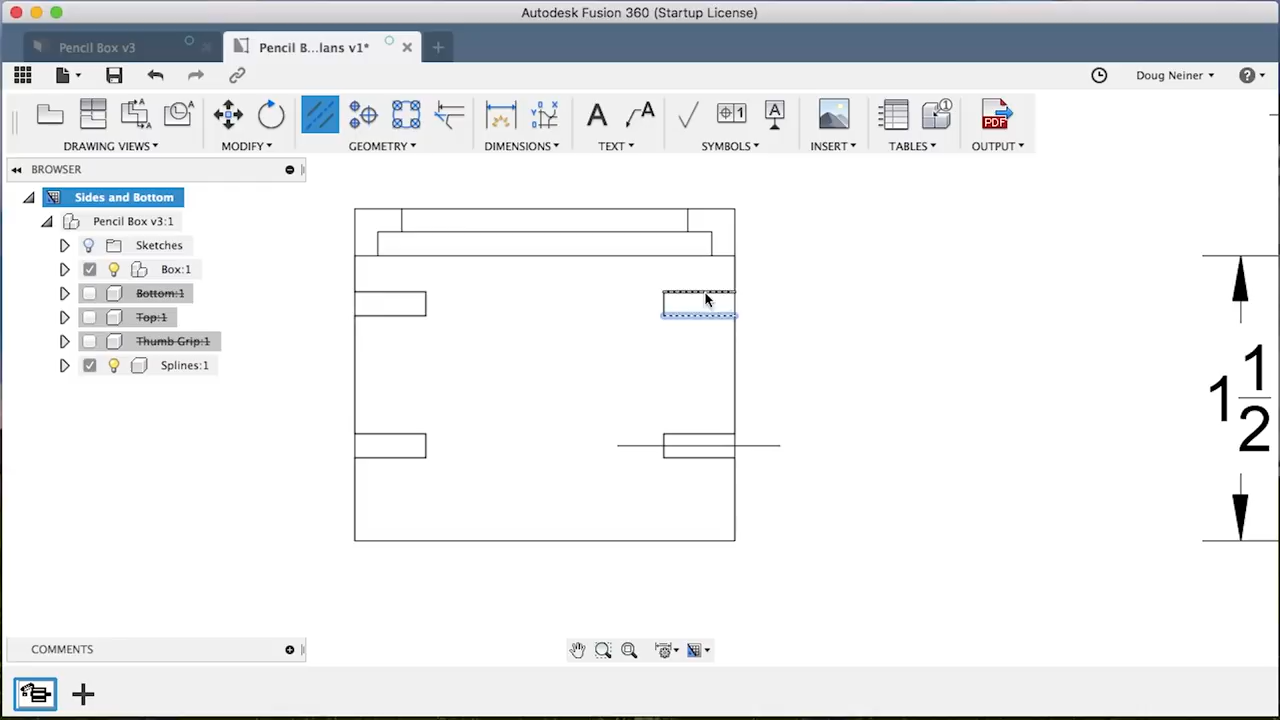 Autodesk Fusion 360 (Startup License)
Pencil Box v3
Pencil B...lans v1*
Doug Neiner
DRAWING VIEWS
MODIFY
GEOMETRY
DIMENSIONS
TEXT
SYMBOLS
INSERT
TABLES
OUTPUT
PDF
BROWSER
Sides and Bottom
Pencil Box v3:1
Sketches
Box:1
Bottom:1
Top:1
Thumb Grip:1
Splines:1
1 1/2
COMMENTS